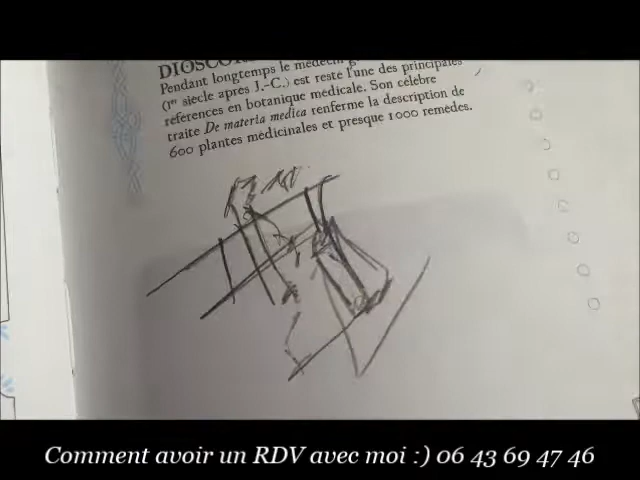 DIOSCOR
Pendant longtemps le médecin g
(Iᵉʳ siècle après J.-C.) est resté l'une des principales
références en botanique médicale. Son célèbre
traité De materia medica renferme la description de
600 plantes médicinales et presque 1000 remèdes.
Comment avoir un RDV avec moi :) 06 43 69 47 46